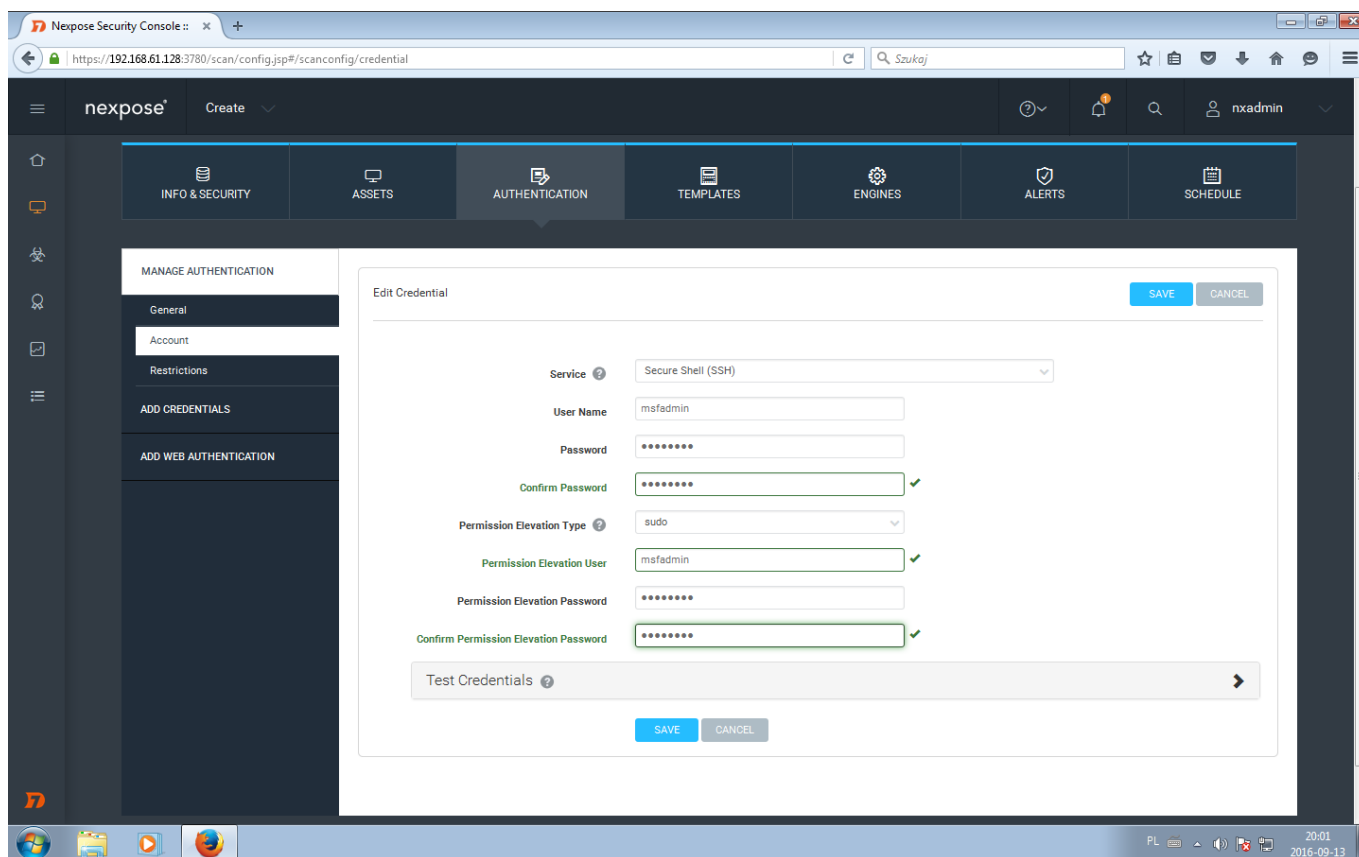 Nexpose Security Console ::
https://192.168.61.128:3780/scan/config.jsp#/scanconfig/credential
Szukaj
nexpose®
Create
1
nxadmin
INFO & SECURITY
ASSETS
AUTHENTICATION
TEMPLATES
ENGINES
ALERTS
SCHEDULE
MANAGE AUTHENTICATION
General
Account
Restrictions
ADD CREDENTIALS
ADD WEB AUTHENTICATION
Edit Credential
SAVE
CANCEL
Service
Secure Shell (SSH)
User Name
msfadmin
Password
••••••••
Confirm Password
••••••••
Permission Elevation Type
sudo
Permission Elevation User
msfadmin
Permission Elevation Password
••••••••
Confirm Permission Elevation Password
••••••••
Test Credentials
SAVE
CANCEL
PL
20:01
2016-09-13